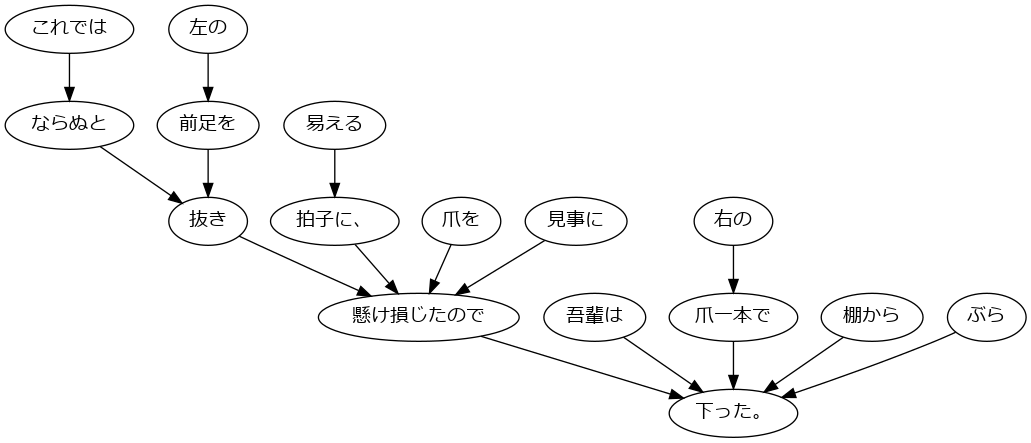 これでは 左の
ならぬと 前足を 易える
抜き 拍子に、 爪を 見事に 右の
懸け損じたので 吾輩は 爪一本で 棚から ぶら
下った。